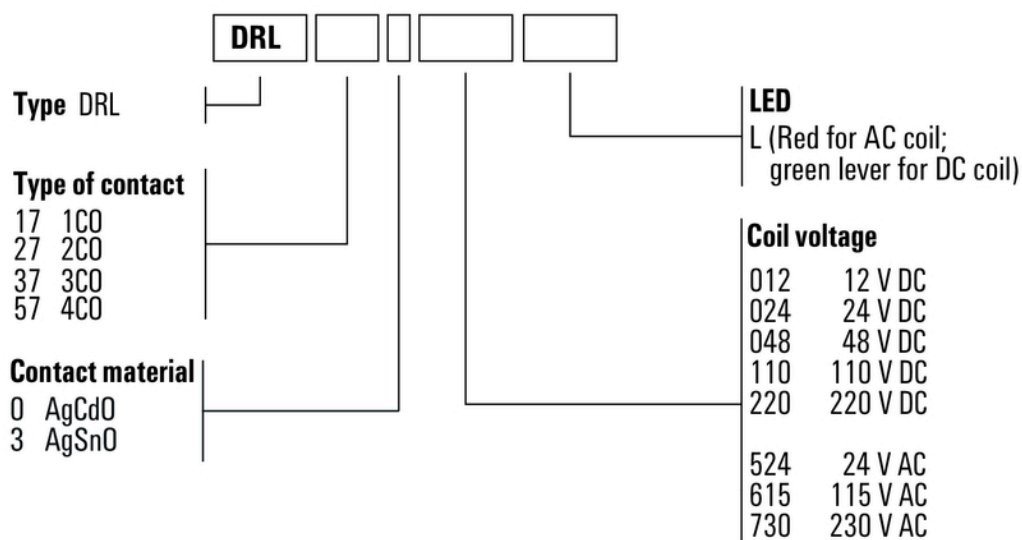 DRL
Type DRL
Type of contact
17 1CO
27 2CO
37 3CO
57 4CO
Contact material
0 AgCdO
3 AgSnO
LED
L (Red for AC coil;
green lever for DC coil)
Coil voltage
012 12 V DC
024 24 V DC
048 48 V DC
110 110 V DC
220 220 V DC
524 24 V AC
615 115 V AC
730 230 V AC